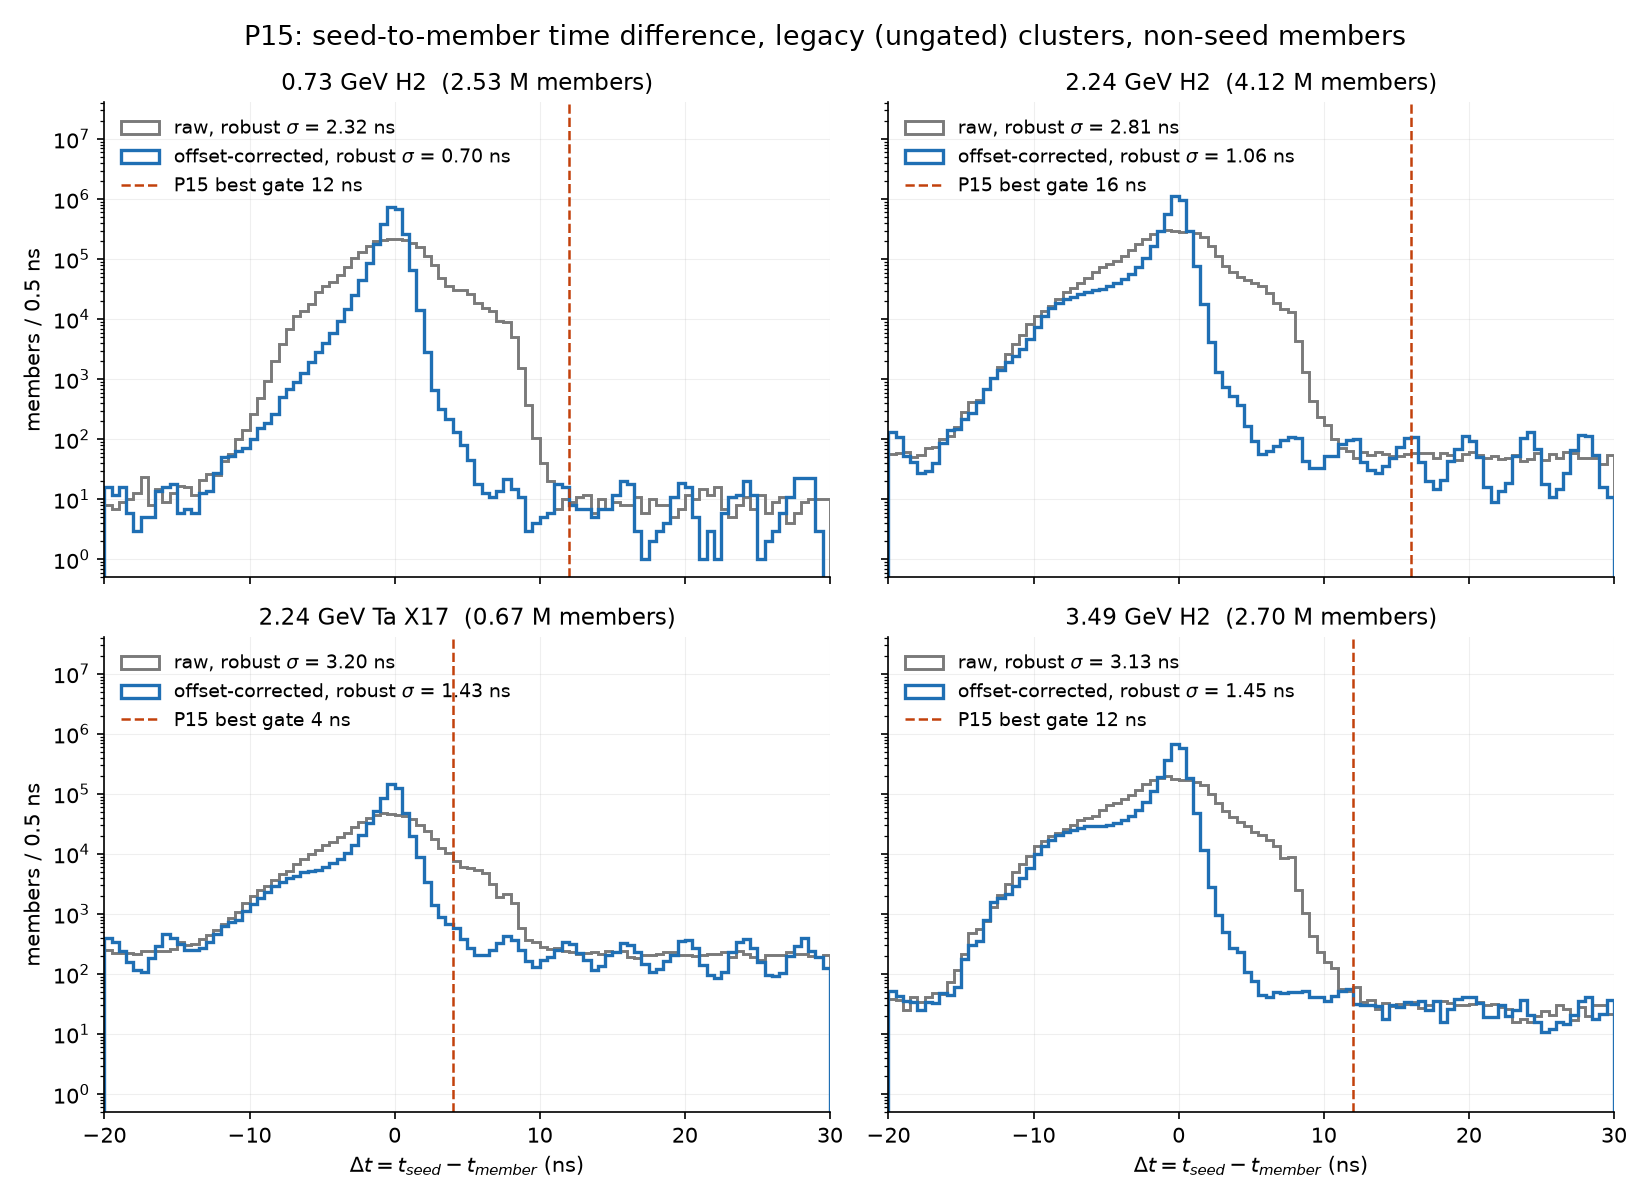 P15: seed-to-member time difference, legacy (ungated) clusters, non-seed members
0.73 GeV H2 (2.53 M members)
raw, robust σ = 2.32 ns
offset-corrected, robust σ = 0.70 ns
P15 best gate 12 ns
10⁷
10⁶
10⁵
10⁴
10³
10²
10¹
10⁰
members / 0.5 ns
2.24 GeV H2 (4.12 M members)
raw, robust σ = 2.81 ns
offset-corrected, robust σ = 1.06 ns
P15 best gate 16 ns
2.24 GeV Ta X17 (0.67 M members)
raw, robust σ = 3.20 ns
offset-corrected, robust σ = 1.43 ns
P15 best gate 4 ns
10⁷
10⁶
10⁵
10⁴
10³
10²
10¹
10⁰
members / 0.5 ns
−20 −10 0 10 20 30
Δt = t_seed − t_member (ns)
3.49 GeV H2 (2.70 M members)
raw, robust σ = 3.13 ns
offset-corrected, robust σ = 1.45 ns
P15 best gate 12 ns
−20 −10 0 10 20 30
Δt = t_seed − t_member (ns)